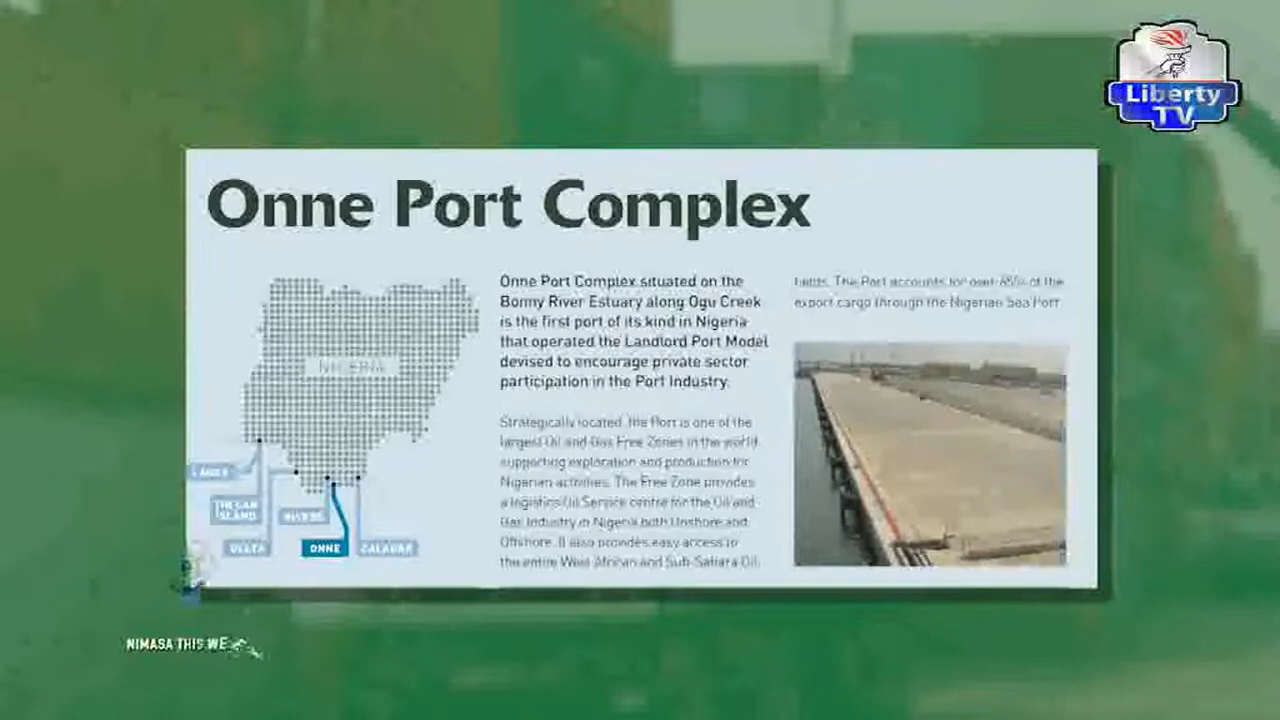 Liberty
TV
Onne Port Complex
Onne Port Complex situated on the
Bonny River Estuary along Ogu Creek
is the first port of its kind in Nigeria
that operated the Landlord Port Model
devised to encourage private sector
participation in the Port Industry.
Strategically located, the Port is one of the
largest Oil and Gas Free Zones in the world
supporting exploration and production for
Nigerian activities. The Free Zone provides
a logistics Oil Service centre for the Oil and
Gas Industry in Nigeria both Onshore and
Offshore. It also provides easy access to
the entire West African and Sub-Sahara Oil
fields. The Port accounts for over 65% of the
export cargo through the Nigerian Sea Port
NIGERIA
LAGOS
TIN CAN
ISLAND
RIVERS
DELTA
ONNE
CALABAR
NIMASA THIS WE